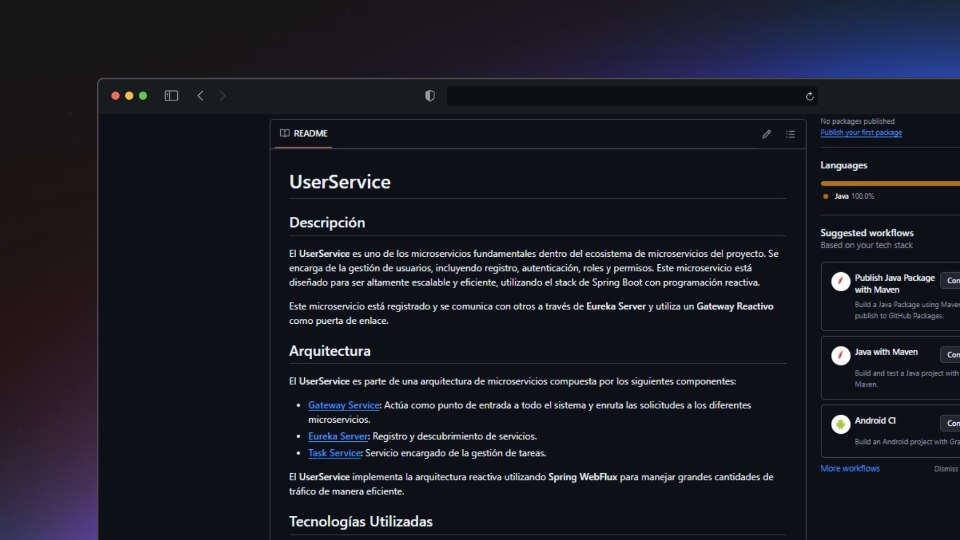 README
UserService
Descripción
El UserService es uno de los microservicios fundamentales dentro del ecosistema de microservicios del proyecto. Se
encarga de la gestión de usuarios, incluyendo registro, autenticación, roles y permisos. Este microservicio está
diseñado para ser altamente escalable y eficiente, utilizando el stack de Spring Boot con programación reactiva.
Este microservicio está registrado y se comunica con otros a través de Eureka Server y utiliza un Gateway Reactivo
como puerta de enlace.
Arquitectura
El UserService es parte de una arquitectura de microservicios compuesta por los siguientes componentes:
Gateway Service: Actúa como punto de entrada a todo el sistema y enruta las solicitudes a los diferentes
microservicios.
Eureka Server: Registro y descubrimiento de servicios.
Task Service: Servicio encargado de la gestión de tareas.
El UserService implementa la arquitectura reactiva utilizando Spring WebFlux para manejar grandes cantidades de
tráfico de manera eficiente.
Tecnologías Utilizadas
No packages published
Publish your first package
Languages
Java 100.0%
Suggested workflows
Based on your tech stack
Publish Java Package
with Maven
Con
Build a Java Package using Maven
publish to GitHub Packages.
Java with Maven
Con
Build and test a Java project with
Maven.
Android CI
Con
Build an Android project with Gra
More workflows
Dismiss